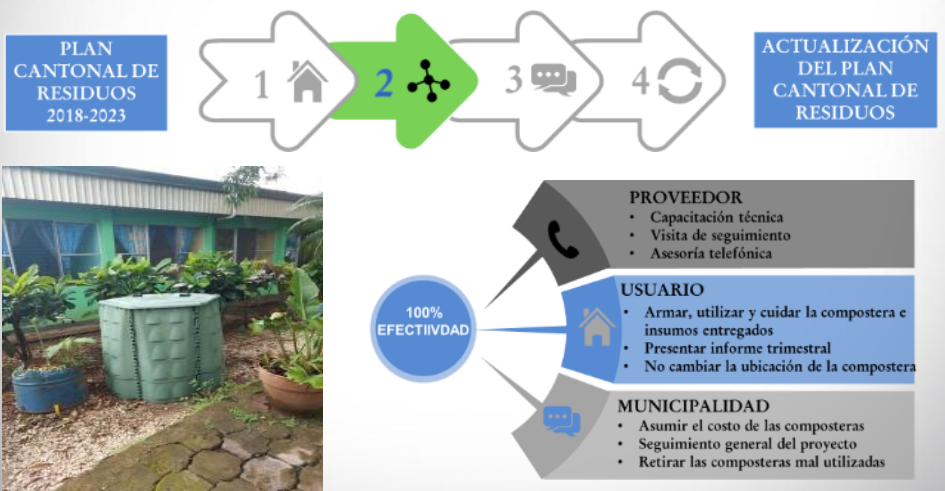 PLAN
CANTONAL DE
RESIDUOS
2018-2023
1
2
3
4
ACTUALIZACIÓN
DEL PLAN
CANTONAL DE
RESIDUOS
100%
EFECTIIVDAD
PROVEEDOR
• Capacitación técnica
• Visita de seguimiento
• Asesoría telefónica
USUARIO
• Armar, utilizar y cuidar la compostera e
insumos entregados
• Presentar informe trimestral
• No cambiar la ubicación de la compostera
MUNICIPALIDAD
• Asumir el costo de las composteras
• Seguimiento general del proyecto
• Retirar las composteras mal utilizadas